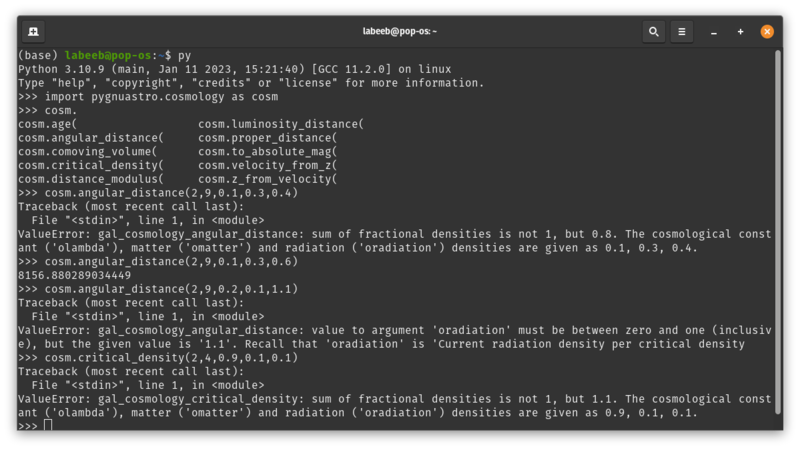 labeeb@pop-os: ~
(base) labeeb@pop-os:~$ py
Python 3.10.9 (main, Jan 11 2023, 15:21:40) [GCC 11.2.0] on linux
Type "help", "copyright", "credits" or "license" for more information.
>>> import pygnuastro.cosmology as cosm
>>> cosm.
cosm.age(                    cosm.luminosity_distance(
cosm.angular_distance(       cosm.proper_distance(
cosm.comoving_volume(        cosm.to_absolute_mag(
cosm.critical_density(       cosm.velocity_from_z(
cosm.distance_modulus(       cosm.z_from_velocity(
>>> cosm.angular_distance(2,9,0.1,0.3,0.4)
Traceback (most recent call last):
  File "<stdin>", line 1, in <module>
ValueError: gal_cosmology_angular_distance: sum of fractional densities is not 1, but 0.8. The cosmological const
ant ('olambda'), matter ('omatter') and radiation ('oradiation') densities are given as 0.1, 0.3, 0.4.
>>> cosm.angular_distance(2,9,0.1,0.3,0.6)
8156.880289034449
>>> cosm.angular_distance(2,9,0.2,0.1,1.1)
Traceback (most recent call last):
  File "<stdin>", line 1, in <module>
ValueError: gal_cosmology_angular_distance: value to argument 'oradiation' must be between zero and one (inclusiv
e), but the given value is '1.1'. Recall that 'oradiation' is 'Current radiation density per critical density
>>> cosm.critical_density(2,4,0.9,0.1,0.1)
Traceback (most recent call last):
  File "<stdin>", line 1, in <module>
ValueError: gal_cosmology_critical_density: sum of fractional densities is not 1, but 1.1. The cosmological const
ant ('olambda'), matter ('omatter') and radiation ('oradiation') densities are given as 0.9, 0.1, 0.1.
>>>